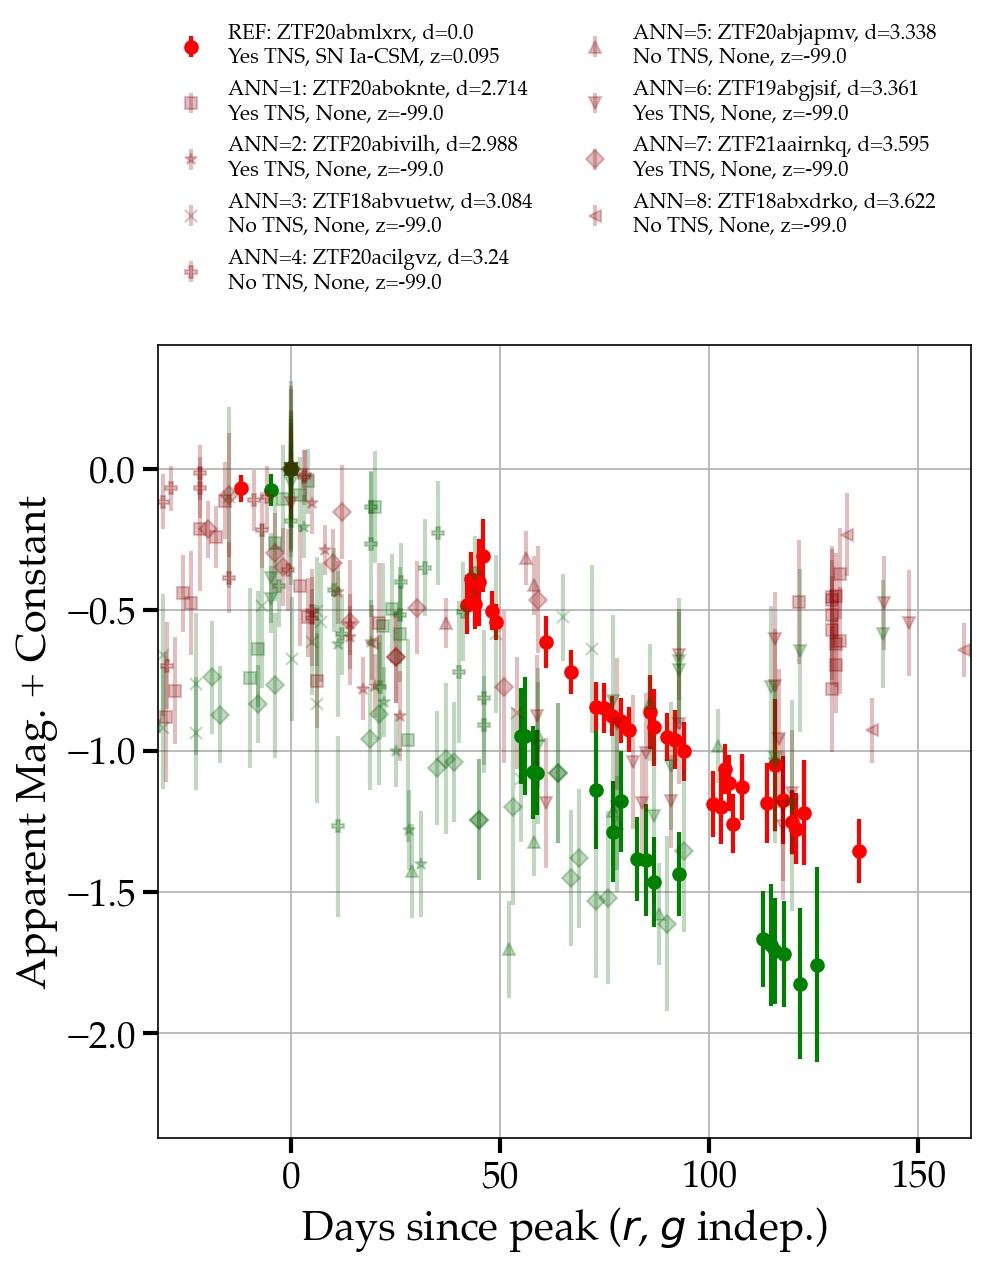 REF: ZTF20abmlxrx, d=0.0
Yes TNS, SN Ia-CSM, z=0.095
ANN=1: ZTF20aboknte, d=2.714
Yes TNS, None, z=-99.0
ANN=2: ZTF20abivilh, d=2.988
Yes TNS, None, z=-99.0
ANN=3: ZTF18abvuetw, d=3.084
No TNS, None, z=-99.0
ANN=4: ZTF20acilgvz, d=3.24
No TNS, None, z=-99.0
ANN=5: ZTF20abjapmv, d=3.338
No TNS, None, z=-99.0
ANN=6: ZTF19abgjsif, d=3.361
Yes TNS, None, z=-99.0
ANN=7: ZTF21aairnkq, d=3.595
Yes TNS, None, z=-99.0
ANN=8: ZTF18abxdrko, d=3.622
No TNS, None, z=-99.0
Apparent Mag. + Constant
0.0
−0.5
−1.0
−1.5
−2.0
0
50
100
150
Days since peak (r, g indep.)